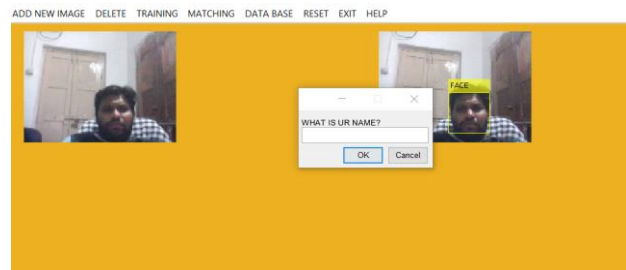 ADD NEW IMAGE DELETE TRAINING MATCHING DATA BASE RESET EXIT HELP
FACE
WHAT IS UR NAME?
OK Cancel